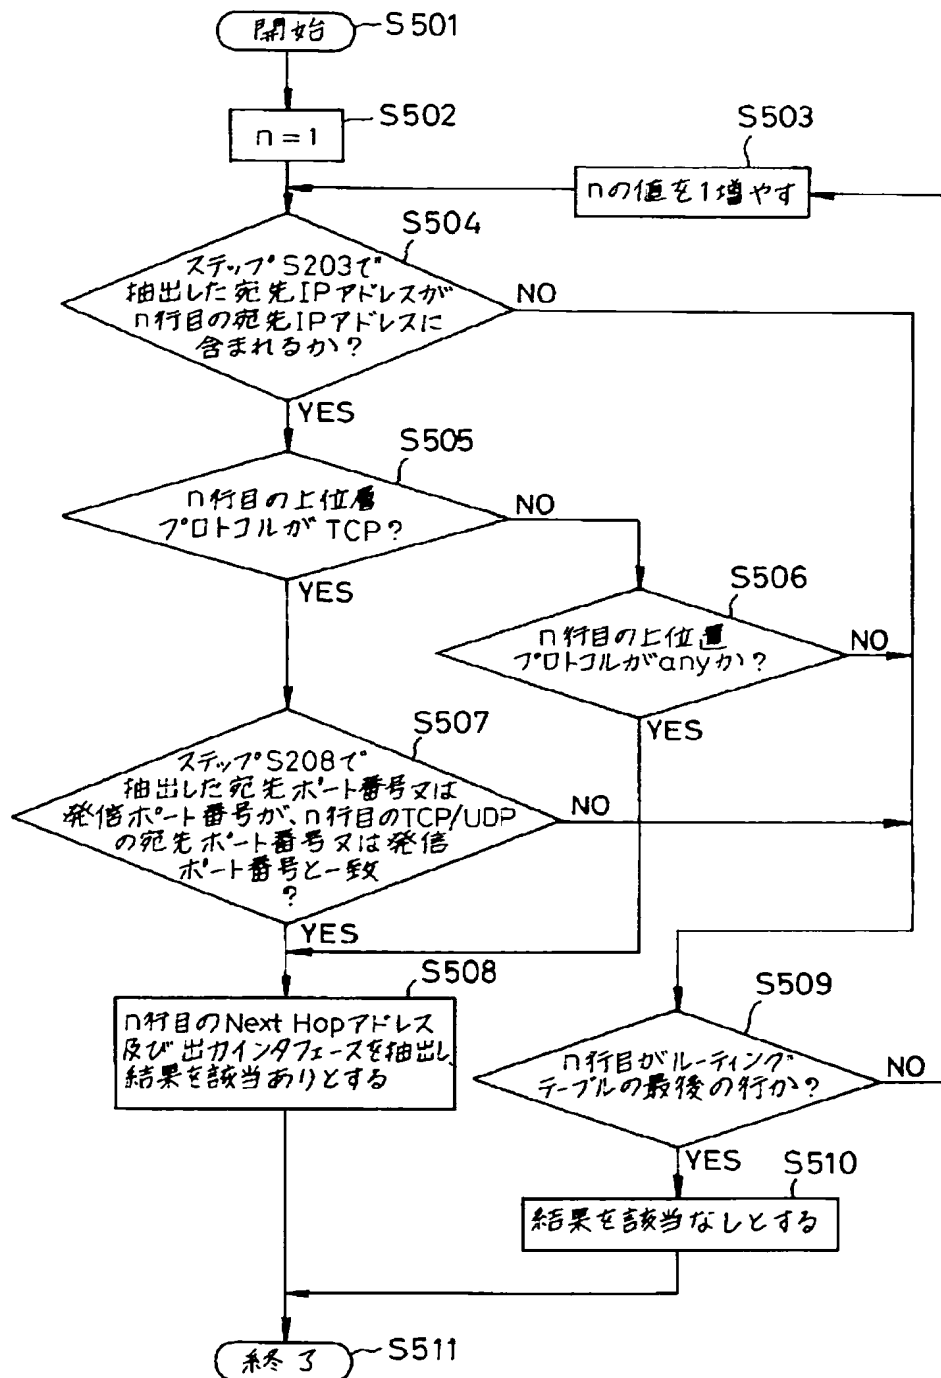 開始
S501
n=1
S502
S503
nの値を1増やす
S504
ステップS203で
抽出した宛先IPアドレスが
n行目の宛先IPアドレスに
含まれるか?
NO
YES
S505
n行目の上位層
プロトコルがTCP?
NO
YES
S506
n行目の上位置
プロトコルがanyか?
NO
YES
S507
ステップS208で
抽出した宛先ポート番号又は
発信ポート番号が、n行目のTCP/UDP
の宛先ポート番号又は発信
ポート番号と一致
?
NO
YES
S508
n行目のNext Hopアドレス
及び出力インタフェースを抽出し、
結果を該当ありとする
S509
n行目がルーティング
テーブルの最後の行か?
NO
YES
S510
結果を該当なしとする
終了
S511